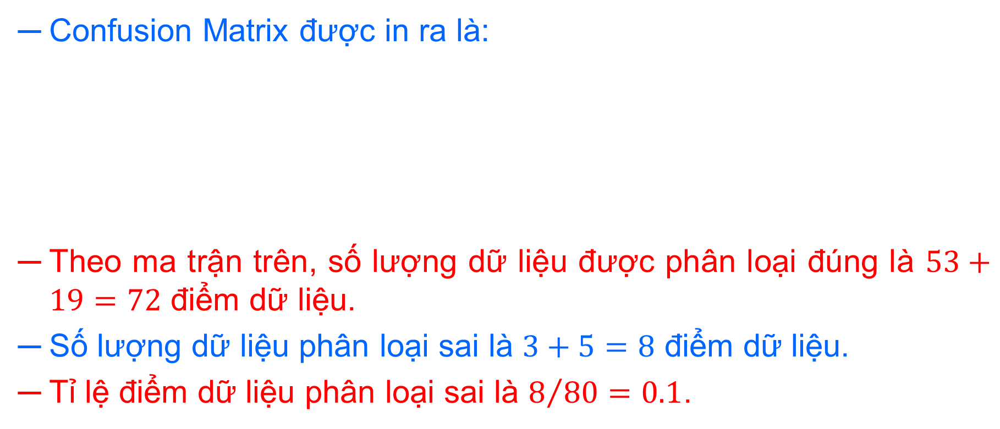 — Confusion Matrix được in ra là:
— Theo ma trận trên, số lượng dữ liệu được phân loại đúng là 53 +
19 = 72 điểm dữ liệu.
— Số lượng dữ liệu phân loại sai là 3 + 5 = 8 điểm dữ liệu.
— Tỉ lệ điểm dữ liệu phân loại sai là 8/80 = 0.1.